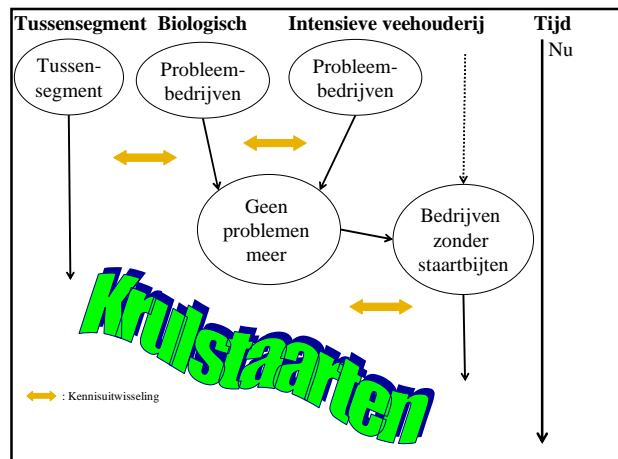 Tussensegment Biologisch Intensieve veehouderij Tijd
Nu
Tussen-
segment
Probleem-
bedrijven
Probleem-
bedrijven
Geen
problemen
meer
Bedrijven
zonder
staartbijten
Krulstaarten
: Kennisuitwisseling